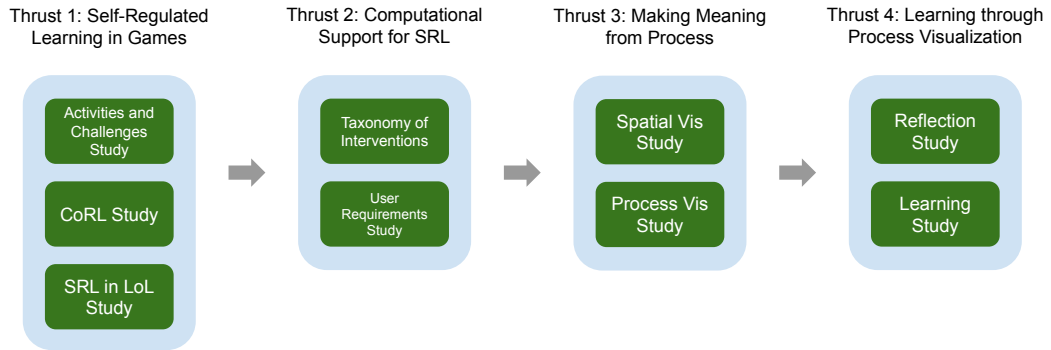 Thrust 1: Self-Regulated
Learning in Games
Activities and
Challenges
Study
CoRL Study
SRL in LoL
Study
Thrust 2: Computational
Support for SRL
Taxonomy of
Interventions
User
Requirements
Study
Thrust 3: Making Meaning
from Process
Spatial Vis
Study
Process Vis
Study
Thrust 4: Learning through
Process Visualization
Reflection
Study
Learning
Study